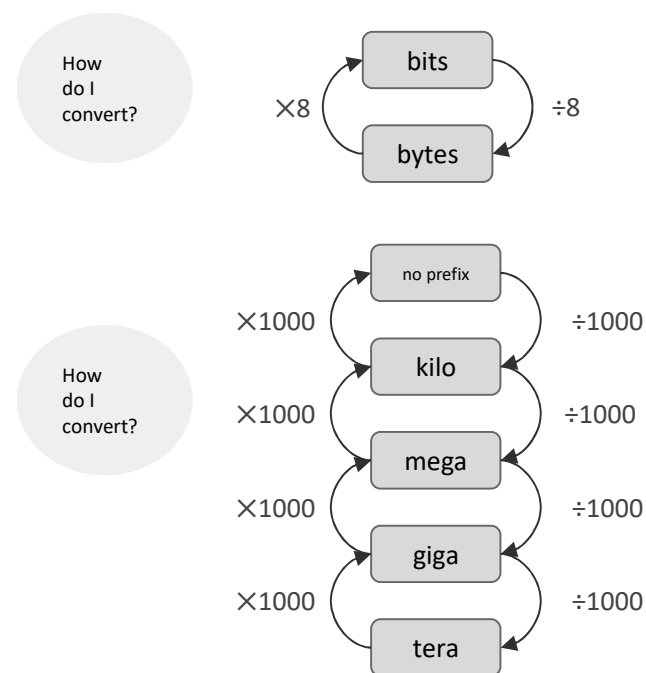 How
do I
convert?
bits
×8
÷8
bytes
no prefix
×1000
÷1000
How
do I
convert?
kilo
×1000
÷1000
mega
×1000
÷1000
giga
×1000
÷1000
tera